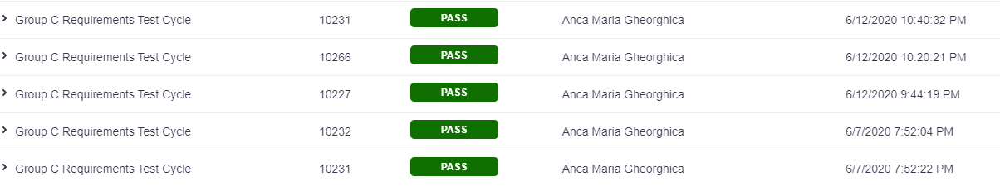 Group C Requirements Test Cycle 10231 PASS Anca Maria Gheorghica 6/12/2020 10:40:32 PM
Group C Requirements Test Cycle 10266 PASS Anca Maria Gheorghica 6/12/2020 10:20:21 PM
Group C Requirements Test Cycle 10227 PASS Anca Maria Gheorghica 6/12/2020 9:44:19 PM
Group C Requirements Test Cycle 10232 PASS Anca Maria Gheorghica 6/7/2020 7:52:04 PM
Group C Requirements Test Cycle 10231 PASS Anca Maria Gheorghica 6/7/2020 7:52:22 PM